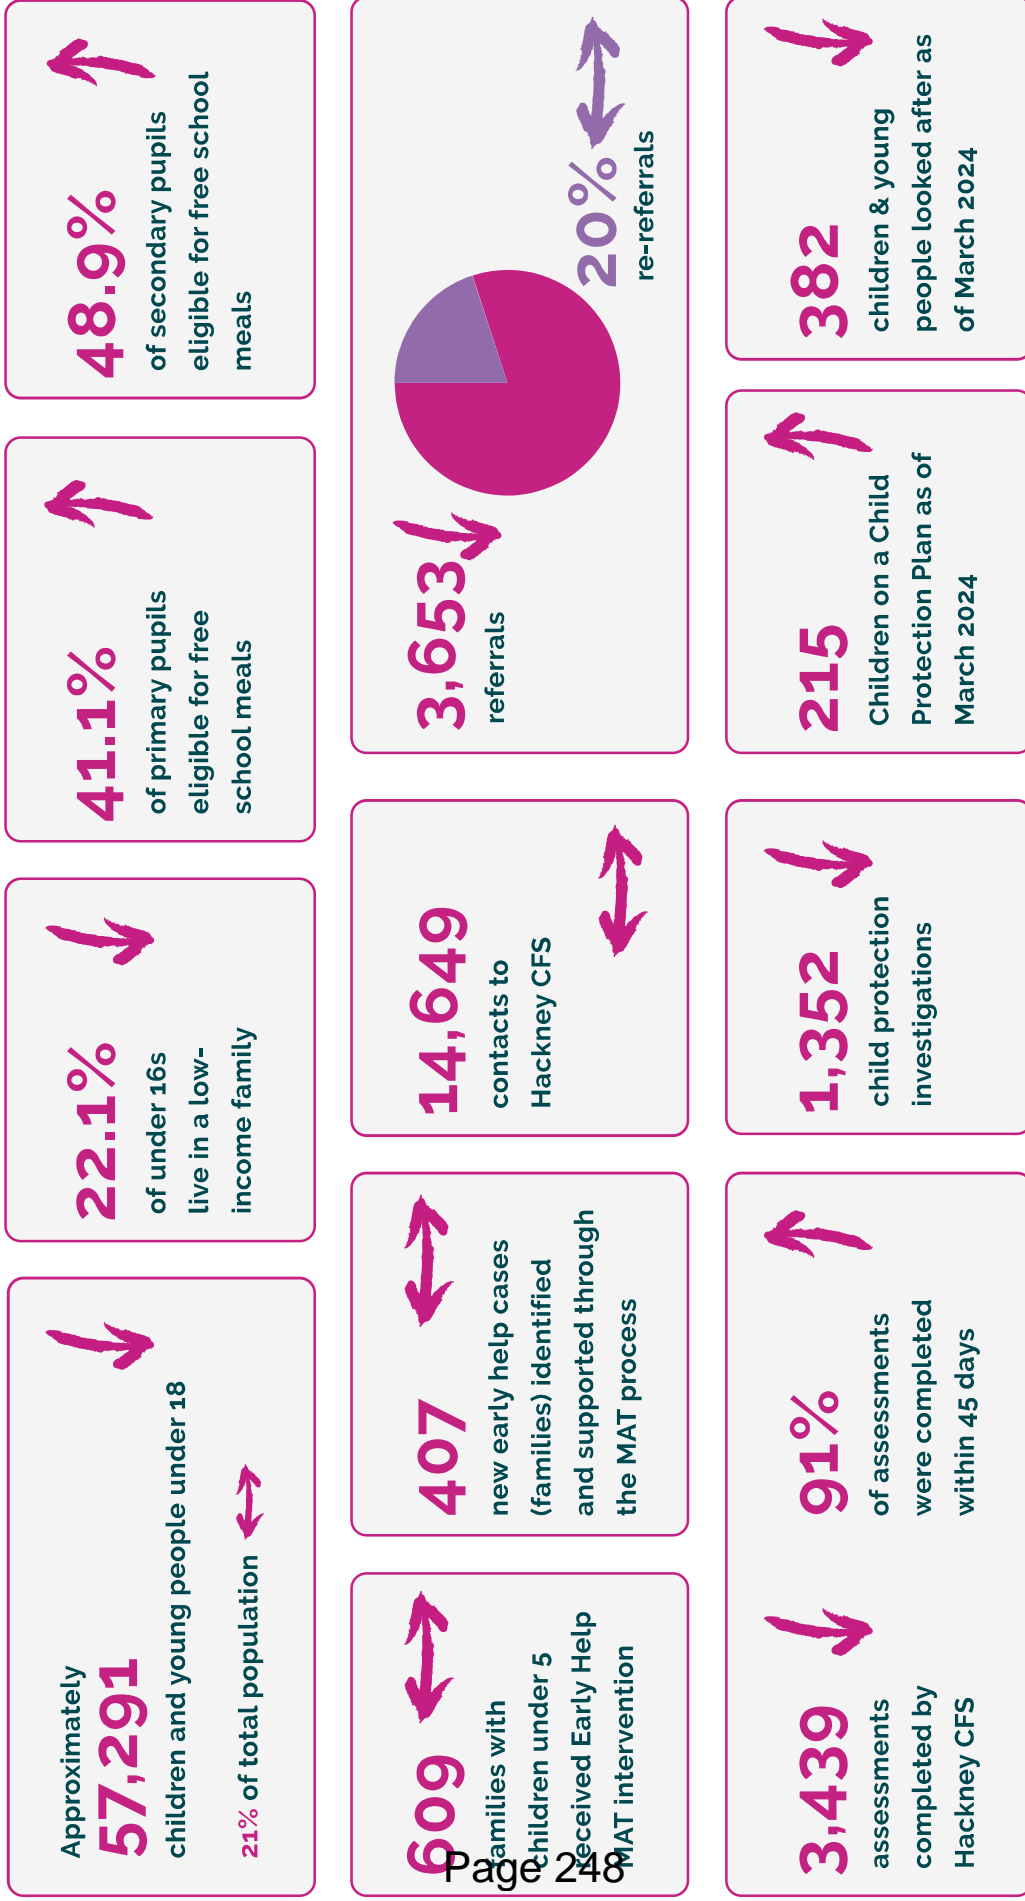 Approximately
57,291
children and young people under 18
21% of total population
22.1%
of under 16s
live in a low-
income family
41.1%
of primary pupils
eligible for free
school meals
48.9%
of secondary pupils
eligible for free school
meals
609
families with
children under 5
received Early Help
MAT intervention
407
new early help cases
(families) identified
and supported through
the MAT process
14,649
contacts to
Hackney CFS
3,653
referrals
20%
re-referrals
3,439
assessments
completed by
Hackney CFS
91%
of assessments
were completed
within 45 days
1,352
child protection
investigations
215
Children on a Child
Protection Plan as of
March 2024
382
children & young
people looked after as
of March 2024
Page 248